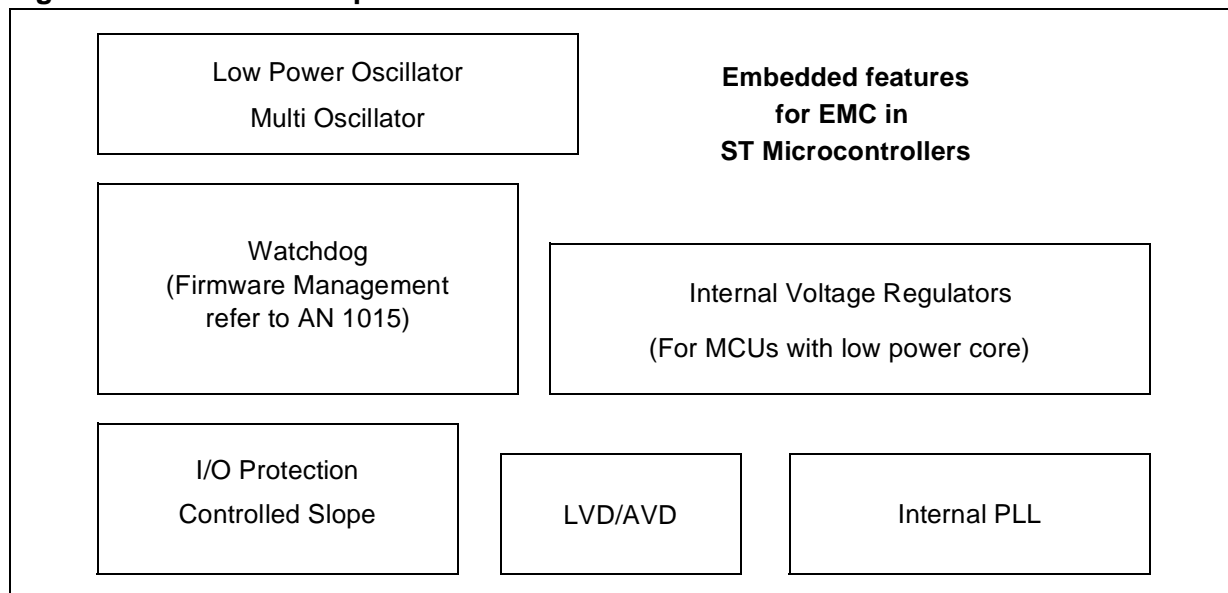 Low Power Oscillator
Multi Oscillator
Embedded features
for EMC in
ST Microcontrollers
Watchdog
(Firmware Management
refer to AN 1015)
Internal Voltage Regulators
(For MCUs with low power core)
I/O Protection
Controlled Slope
LVD/AVD
Internal PLL